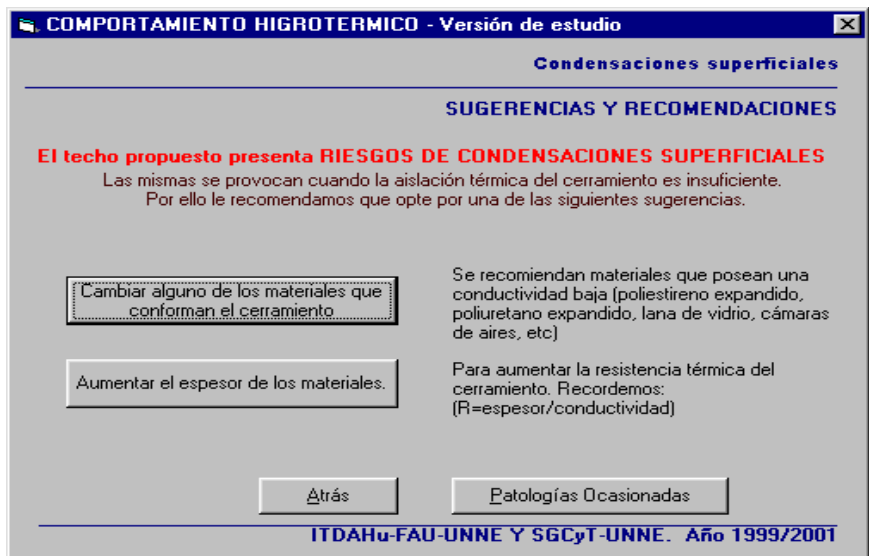 COMPORTAMIENTO HIGROTERMICO - Versión de estudio
Condensaciones superficiales
SUGERENCIAS Y RECOMENDACIONES
El techo propuesto presenta RIESGOS DE CONDENSACIONES SUPERFICIALES
Las mismas se provocan cuando la aislación térmica del cerramiento es insuficiente.
Por ello le recomendamos que opte por una de las siguientes sugerencias.
Cambiar alguno de los materiales que
conforman el cerramiento
Se recomiendan materiales que posean una
conductividad baja (poliestireno expandido,
poliuretano expandido, lana de vidrio, cámaras
de aires, etc)
Aumentar el espesor de los materiales.
Para aumentar la resistencia térmica del
cerramiento. Recordemos:
(R=espesor/conductividad)
Atrás
Patologías Ocasionadas
ITDAHu-FAU-UNNE Y SGCyT-UNNE. Año 1999/2001